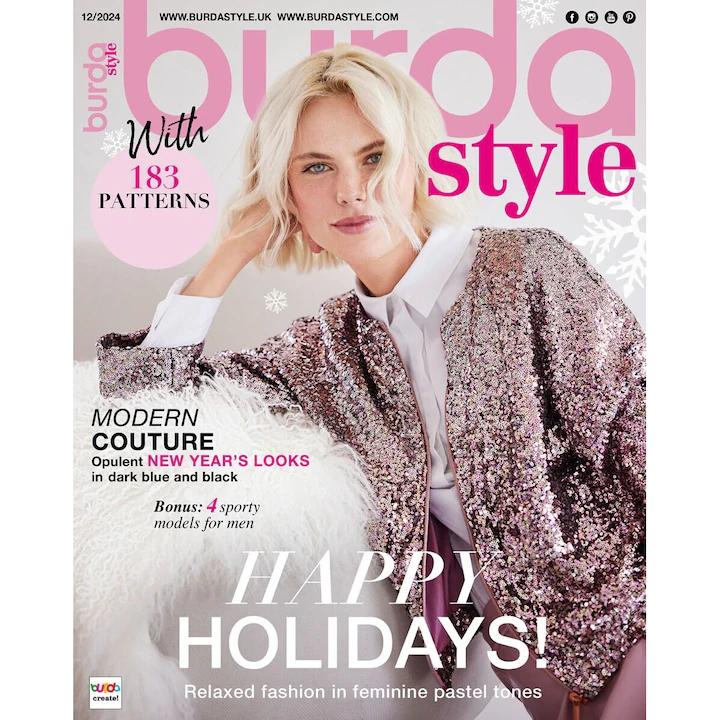 12/2024
WWW.BURDASTYLE.UK WWW.BURDASTYLE.COM
burda
style
burda
style
With
183
PATTERNS
MODERN
COUTURE
Opulent NEW YEAR'S LOOKS
in dark blue and black
Bonus: 4 sporty
models for men
HAPPY
HOLIDAYS!
Relaxed fashion in feminine pastel tones
burda
create!